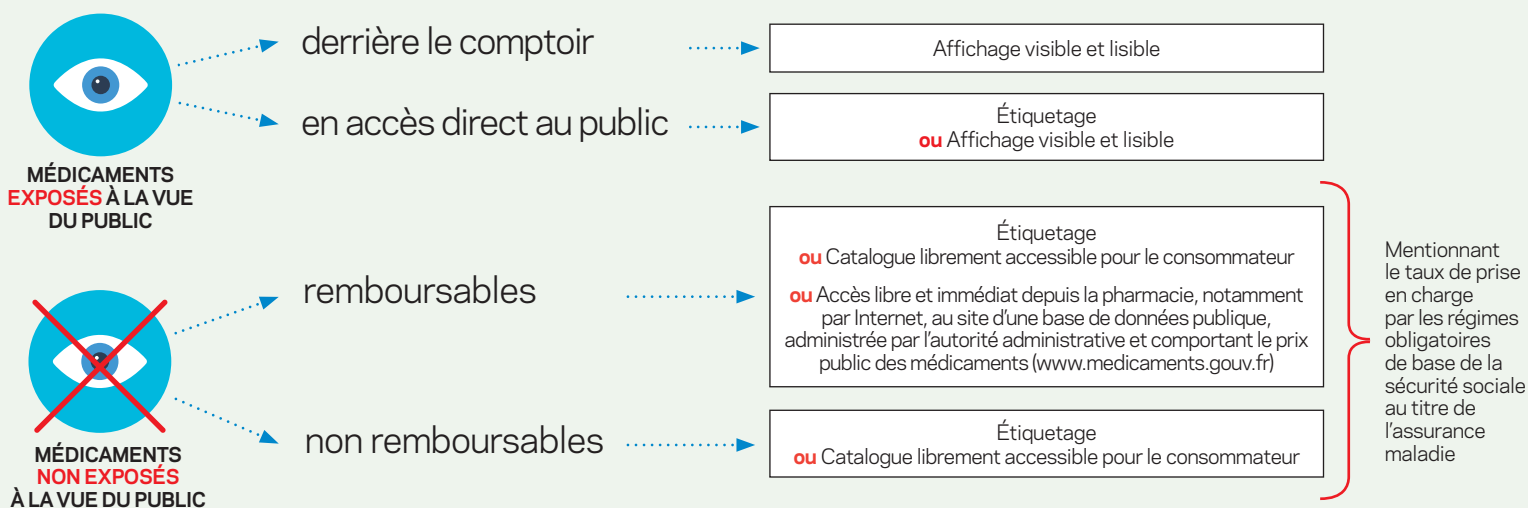 MÉDICAMENTS
EXPOSÉS À LA VUE
DU PUBLIC
derrière le comptoir
Affichage visible et lisible
en accès direct au public
Étiquetage
ou Affichage visible et lisible
MÉDICAMENTS
NON EXPOSÉS
À LA VUE DU PUBLIC
remboursables
Étiquetage
ou Catalogue librement accessible pour le consommateur
ou Accès libre et immédiat depuis la pharmacie, notamment
par Internet, au site d’une base de données publique,
administrée par l’autorité administrative et comportant le prix
public des médicaments (www.medicaments.gouv.fr)
non remboursables
Étiquetage
ou Catalogue librement accessible pour le consommateur
Mentionnant
le taux de prise
en charge
par les régimes
obligatoires
de base de la
sécurité sociale
au titre de
l’assurance
maladie